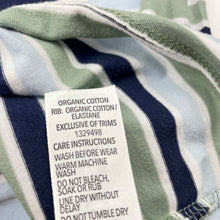 ORGANIC COTTON
RIB: ORGANIC COTTON/
ELASTANE
EXCLUSIVE OF TRIMS
1329498
CARE INSTRUCTIONS
WASH BEFORE WEAR
WARM MACHINE
WASH
DO NOT BLEACH,
SOAK OR RUB
LINE DRY WITHOUT
DELAY
DO NOT TUMBLE DRY